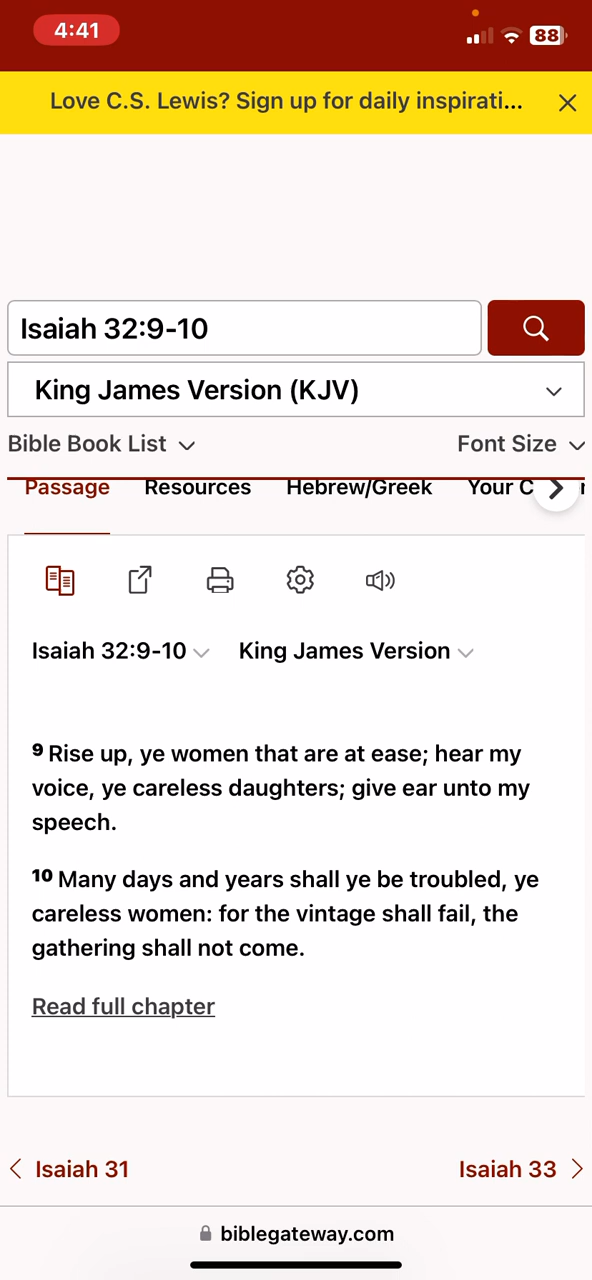 4:41
88
Love C.S. Lewis? Sign up for daily inspirati...
Isaiah 32:9-10
King James Version (KJV)
Bible Book List
Font Size
Passage Resources Hebrew/Greek Your C
Isaiah 32:9-10 King James Version
9 Rise up, ye women that are at ease; hear my
voice, ye careless daughters; give ear unto my
speech.
10 Many days and years shall ye be troubled, ye
careless women: for the vintage shall fail, the
gathering shall not come.
Read full chapter
Isaiah 31
Isaiah 33
biblegateway.com